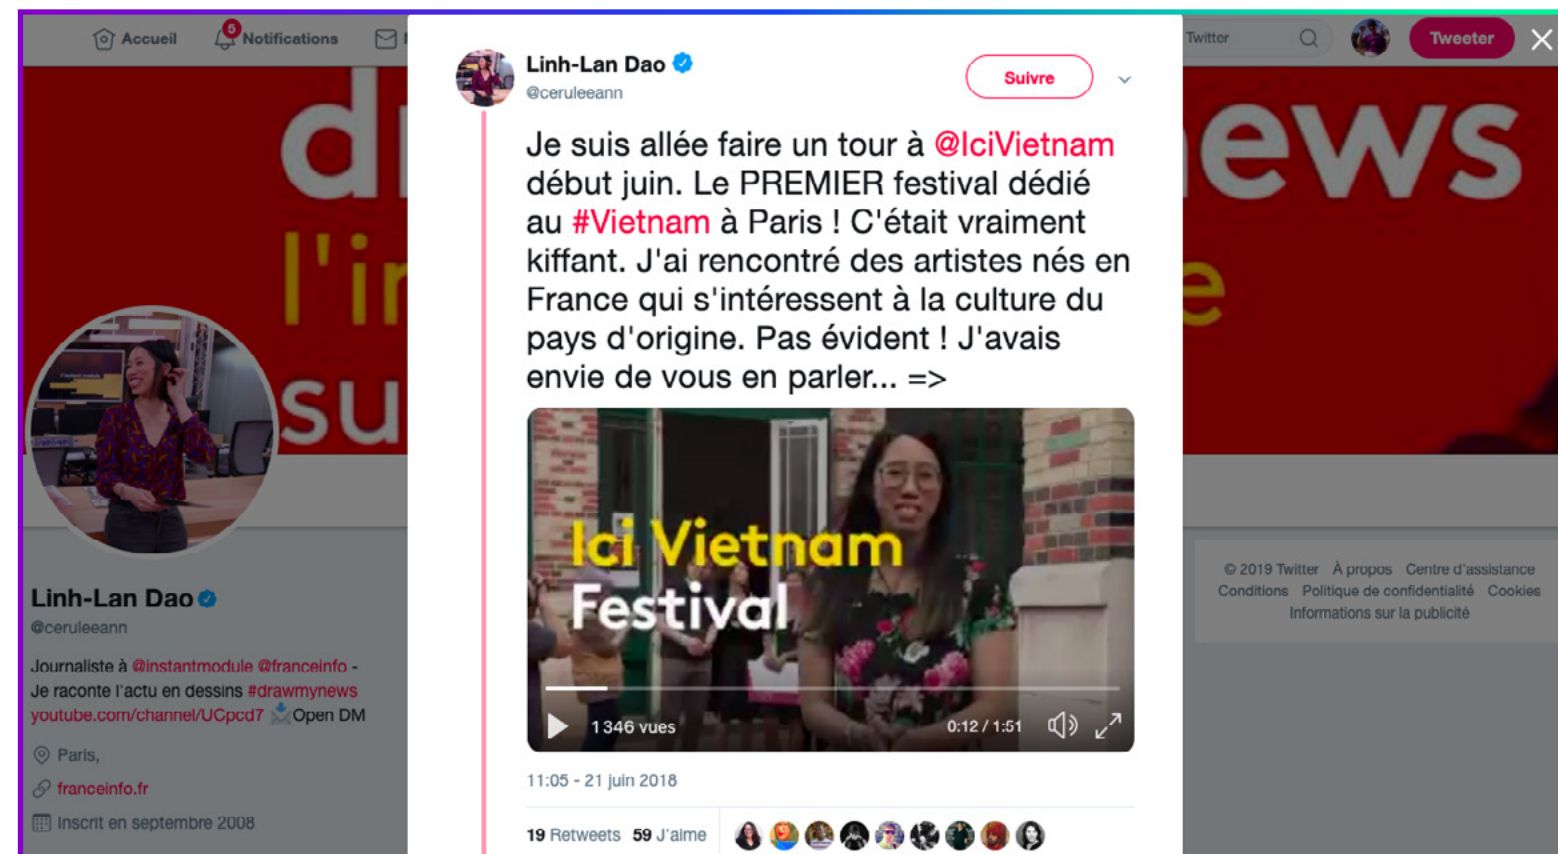 Accueil
5
Notifications
Twitter
Tweeter
dr
ews
l'in
e
su
Linh-Lan Dao
@ceruleeann
Journaliste à @instantmodule @franceinfo -
Je raconte l'actu en dessins #drawmynews
youtube.com/channel/UCpcd7 Open DM
Paris,
franceinfo.fr
Inscrit en septembre 2008
Linh-Lan Dao
@ceruleeann
Suivre
Je suis allée faire un tour à @IciVietnam
début juin. Le PREMIER festival dédié
au #Vietnam à Paris ! C'était vraiment
kiffant. J'ai rencontré des artistes nés en
France qui s'intéressent à la culture du
pays d'origine. Pas évident ! J'avais
envie de vous en parler... =>
Ici Vietnam
Festival
1 346 vues
0:12 / 1:51
11:05 - 21 juin 2018
19 Retweets 59 J'aime
© 2019 Twitter À propos Centre d'assistance
Conditions Politique de confidentialité Cookies
Informations sur la publicité